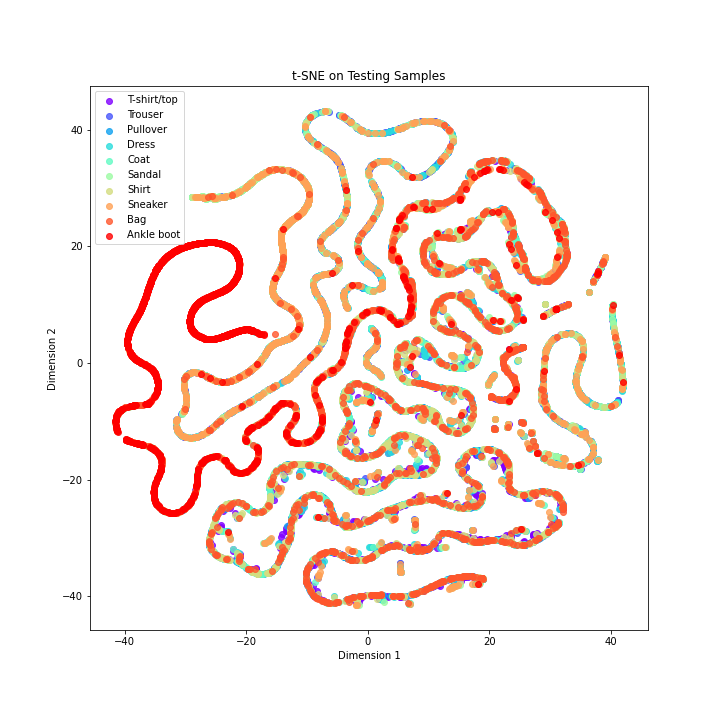 t-SNE on Testing Samples
T-shirt/top
Trouser
Pullover
Dress
Coat
Sandal
Shirt
Sneaker
Bag
Ankle boot
40
20
0
−20
−40
Dimension 2
−40 −20 0 20 40
Dimension 1